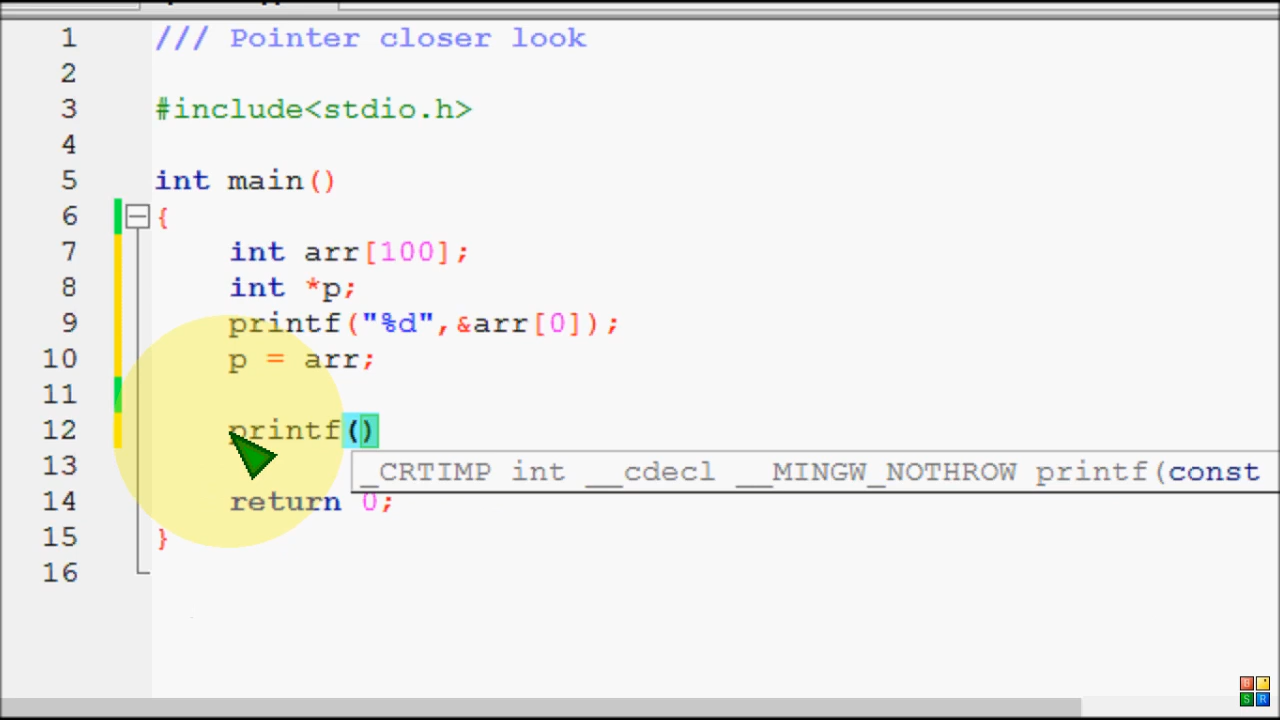 1 /// Pointer closer look
2
3 #include<stdio.h>
4
5 int main()
6 {
7 int arr[100];
8 int *p;
9 printf("%d",&arr[0]);
10 p = arr;
11
12 printf()
13 _CRTIMP int __cdecl __MINGW_NOTHROW printf(const
14 return 0;
15 }
16